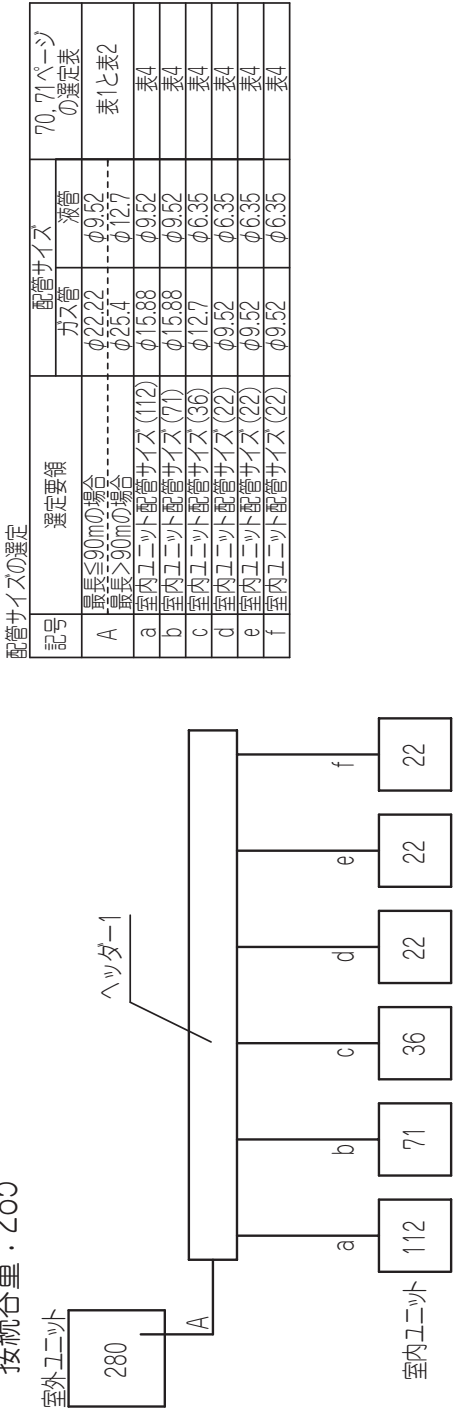 接続容量：285
室外ユニット
280
A
ヘッダー1
a b c d e f
112 71 36 22 22 22
室内ユニット
配管サイズの選定
記号 選定要領 配管サイズ 70, 71ページの選定表
ガス管 液管
A 最長≤90mの場合 φ22.22 φ9.52 表1と表2
最長>90mの場合 φ25.4 φ12.7
a 室内ユニット配管サイズ(112) φ15.88 φ9.52 表4
b 室内ユニット配管サイズ(71) φ15.88 φ9.52 表4
c 室内ユニット配管サイズ(36) φ12.7 φ6.35 表4
d 室内ユニット配管サイズ(22) φ9.52 φ6.35 表4
e 室内ユニット配管サイズ(22) φ9.52 φ6.35 表4
f 室内ユニット配管サイズ(22) φ9.52 φ6.35 表4